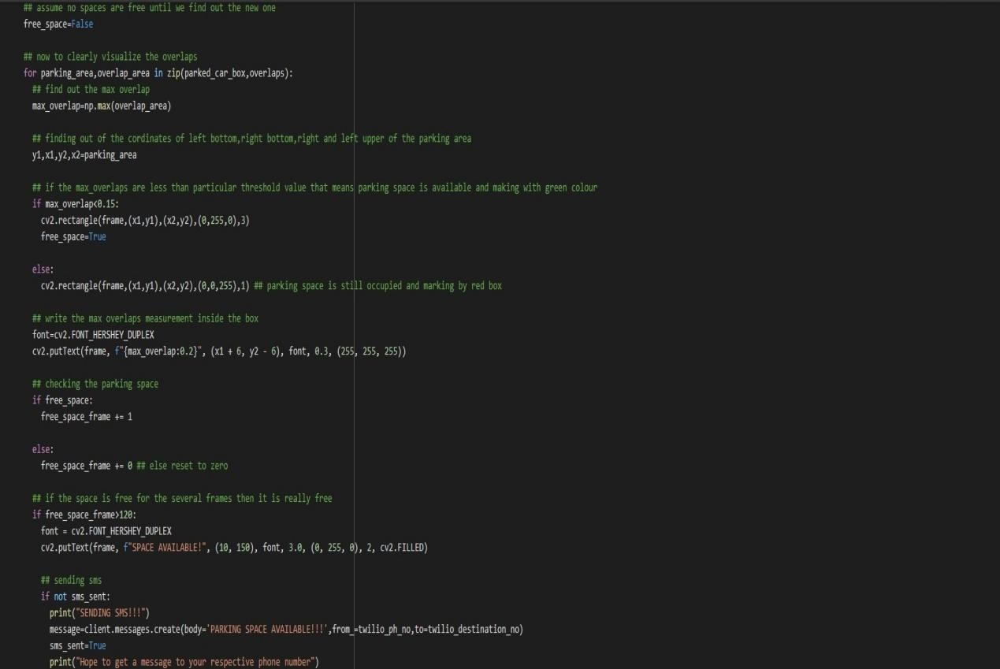 ## assume no spaces are free until we find out the new one
free_space=False
## now to clearly visualize the overlaps
for parking_area,overlap_area in zip(parked_car_box,overlaps):
## find out the max overlap
max_overlap=np.max(overlap_area)
## finding out of the cordinates of left bottom,right bottom,right and left upper of the parking area
y1,x1,y2,x2=parking_area
## if the max_overlaps are less than particular threshold value that means parking space is available and making with green colour
if max_overlap<0.15:
cv2.rectangle(frame,(x1,y1),(x2,y2),(0,255,0),3)
free_space=True
else:
cv2.rectangle(frame,(x1,y1),(x2,y2),(0,0,255),1) ## parking space is still occupied and marking by red box
## write the max overlaps measurement inside the box
font=cv2.FONT_HERSHEY_DUPLEX
cv2.putText(frame, f"{max_overlap:0.2}", (x1 + 6, y2 - 6), font, 0.3, (255, 255, 255))
## checking the parking space
if free_space:
free_space_frame += 1
else:
free_space_frame += 0 ## else reset to zero
## if the space is free for the several frames then it is really free
if free_space_frame>120:
font = cv2.FONT_HERSHEY_DUPLEX
cv2.putText(frame, f"SPACE AVAILABLE!", (10, 150), font, 3.0, (0, 255, 0), 2, cv2.FILLED)
## sending sms
if not sms_sent:
print("SENDING SMS!!!")
message=client.messages.create(body='PARKING SPACE AVAILABLE!!!',from_=twilio_ph_no,to=twilio_destination_no)
sms_sent=True
print("Hope to get a message to your respective phone number")